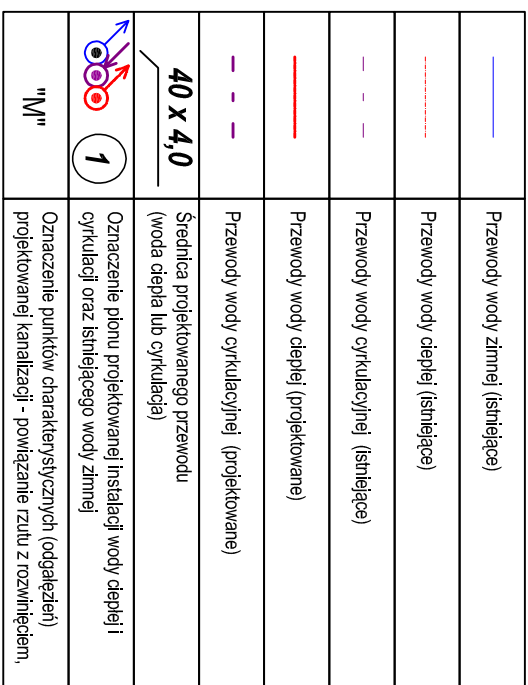 Przewody wody zimnej (istniejące)
Przewody wody ciepłej (istniejące)
Przewody wody cyrkulacyjnej (istniejące)
Przewody wody ciepłej (projektowane)
Przewody wody cyrkulacyjnej (projektowane)
40 x 4,0
Średnica projektowanego przewodu
(woda ciepła lub cyrkulacja)
1
Oznaczenie pionu projektowanej instalacji wody ciepłej i
cyrkulacji oraz istniejącego wody zimnej
"M"
Oznaczenie punktów charakterystycznych (odgałęzień)
projektowanej kanalizacji - powiązanie rzutu z rozwinięciem,